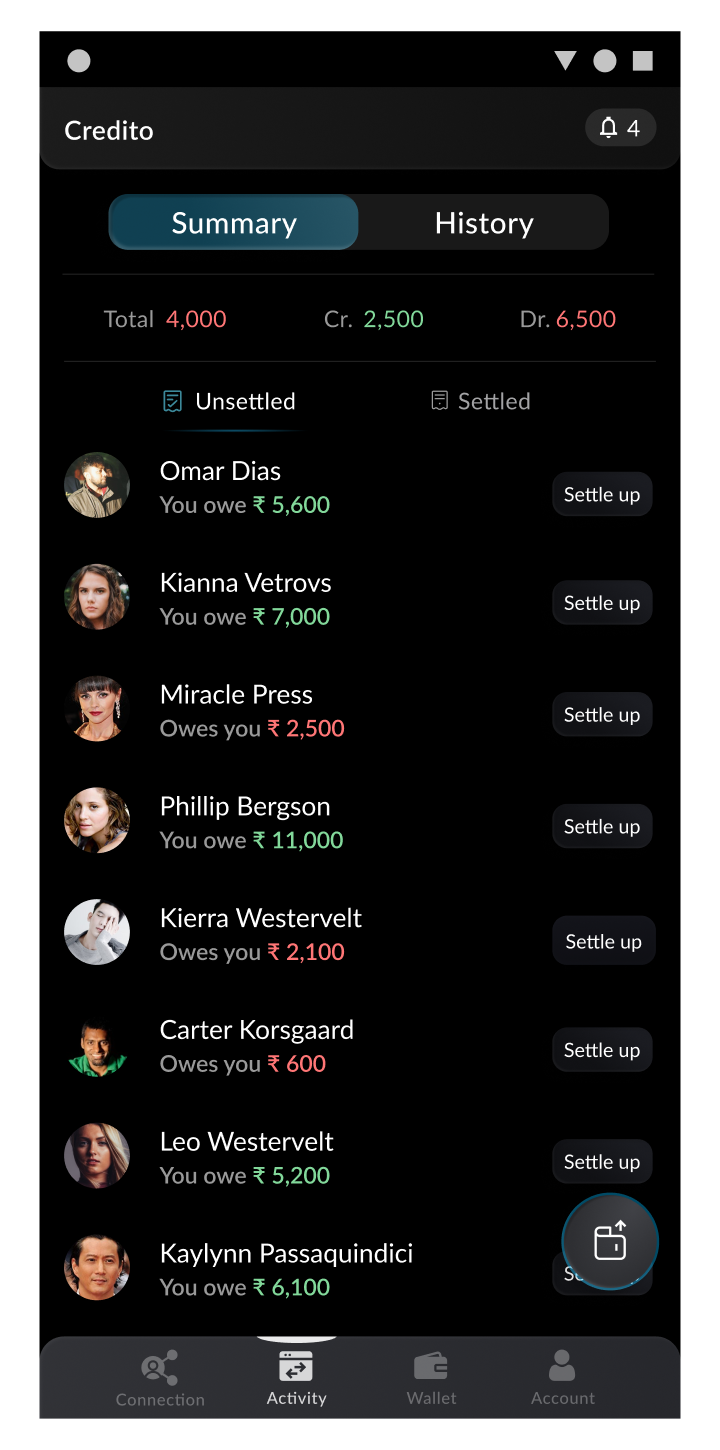 Credito
4
Summary History
Total 4,000 Cr. 2,500 Dr. 6,500
Unsettled Settled
Omar Dias
You owe ₹ 5,600
Settle up
Kianna Vetrovs
You owe ₹ 7,000
Settle up
Miracle Press
Owes you ₹ 2,500
Settle up
Phillip Bergson
You owe ₹ 11,000
Settle up
Kierra Westervelt
Owes you ₹ 2,100
Settle up
Carter Korsgaard
Owes you ₹ 600
Settle up
Leo Westervelt
You owe ₹ 5,200
Settle up
Kaylynn Passaquindici
You owe ₹ 6,100
Connection Activity Wallet Account